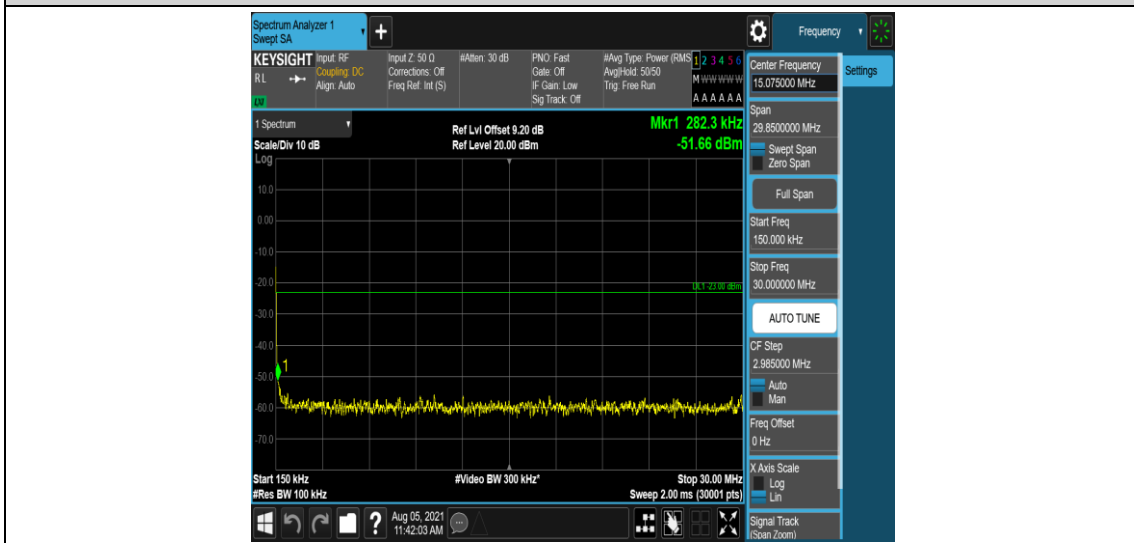 Spectrum Analyzer 1
Swept SA
+
Frequency
KEYSIGHT
RL
LXI
Input: RF
Coupling: DC
Align: Auto
Input Z: 50 Ω
Corrections: Off
Freq Ref: Int (S)
#Atten: 30 dB
PNO: Fast
Gate: Off
IF Gain: Low
Sig Track: Off
#Avg Type: Power (RMS
Avg|Hold: 50/50
Trig: Free Run
1 2 3 4 5 6
M W W W W W
A A A A A A
1 Spectrum
Scale/Div 10 dB
Log
Ref Lvl Offset 9.20 dB
Ref Level 20.00 dBm
Mkr1 282.3 kHz
-51.66 dBm
10.0
0.00
-10.0
-20.0
DL1 -23.00 dBm
-30.0
-40.0
1
-50.0
-60.0
-70.0
Start 150 kHz
#Video BW 300 kHz*
Stop 30.00 MHz
#Res BW 100 kHz
Sweep 2.00 ms (30001 pts)
?
Aug 05, 2021
11:42:03 AM
Center Frequency
15.075000 MHz
Settings
Span
29.8500000 MHz
Swept Span
Zero Span
Full Span
Start Freq
150.000 kHz
Stop Freq
30.000000 MHz
AUTO TUNE
CF Step
2.985000 MHz
Auto
Man
Freq Offset
0 Hz
X Axis Scale
Log
Lin
Signal Track
(Span Zoom)